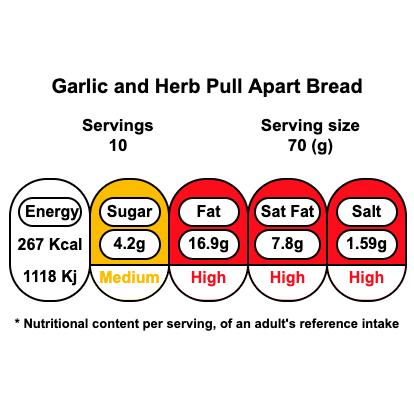 Garlic and Herb Pull Apart Bread
Servings Serving size
10 70 (g)
Energy Sugar Fat Sat Fat Salt
267 Kcal 4.2g 16.9g 7.8g 1.59g
1118 Kj Medium High High High
* Nutritional content per serving, of an adult's reference intake